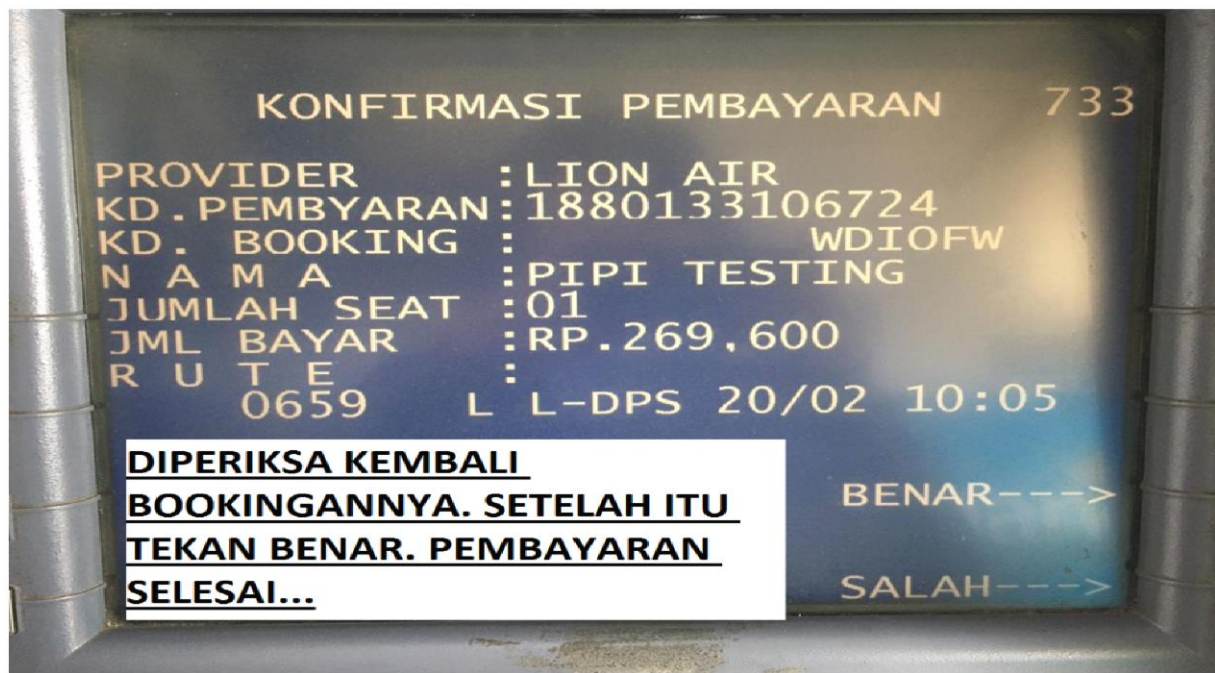 KONFIRMASI PEMBAYARAN 733
PROVIDER :LION AIR
KD.PEMBYARAN:1880133106724
KD. BOOKING : WDIOFW
N A M A :PIPI TESTING
JUMLAH SEAT :01
JML BAYAR :RP.269,600
R U T E :
0659 L L-DPS 20/02 10:05
DIPERIKSA KEMBALI
BOOKINGANNYA. SETELAH ITU
TEKAN BENAR. PEMBAYARAN
SELESAI...
BENAR--->
SALAH--->